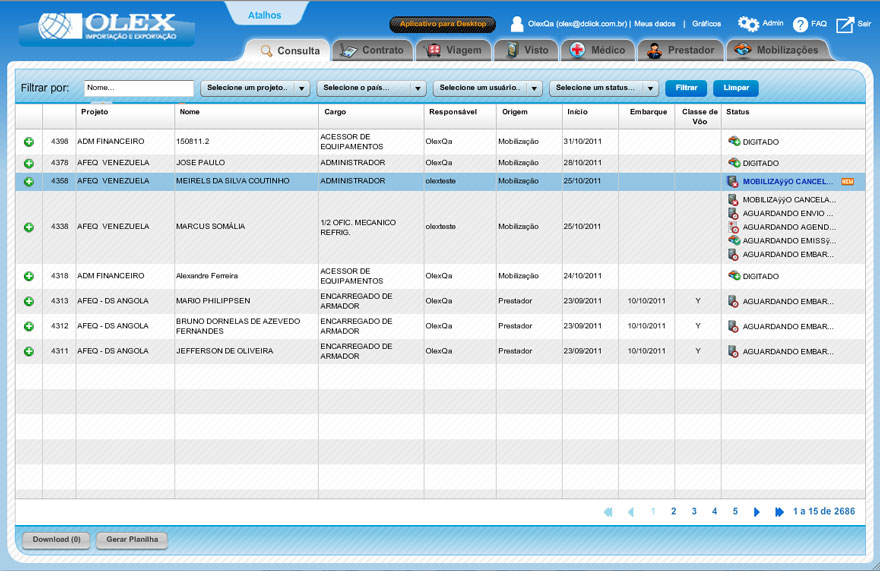 OLEX
IMPORTAÇÃO E EXPORTAÇÃO
Atalhos
Aplicativo para Desktop
OlexQa (olex@dclick.com.br) | Meus dados | Gráficos
Admin
FAQ
Sair
Consulta
Contrato
Viagem
Visto
Médico
Prestador
Mobilizações
Filtrar por:
Nome...
Selecione um projeto..
Selecione o país...
Selecione um usuário..
Selecione um status...
Filtrar
Limpar
Projeto Nome Cargo Responsável Origem Início Embarque Classe de Vôo Status
4398 ADM FINANCEIRO 150811.2 ACESSOR DE EQUIPAMENTOS OlexQa Mobilização 31/10/2011 DIGITADO
4378 AFEQ VENEZUELA JOSE PAULO ADMINISTRADOR OlexQa Mobilização 28/10/2011 DIGITADO
4358 AFEQ VENEZUELA MEIRELS DA SILVA COUTINHO ADMINISTRADOR olexteste Mobilização 25/10/2011 MOBILIZAÿÿO CANCEL... NEW
4338 AFEQ VENEZUELA MARCUS SOMÁLIA 1/2 OFIC. MECANICO REFRIG. olexteste Mobilização 25/10/2011 MOBILIZAÿÿO CANCELA...
AGUARDANDO ENVIO ...
AGUARDANDO AGEND...
AGUARDANDO EMISSÿ...
AGUARDANDO EMBAR...
4318 ADM FINANCEIRO Alexandre Ferreira ACESSOR DE EQUIPAMENTOS OlexQa Mobilização 24/10/2011 DIGITADO
4313 AFEQ - DS ANGOLA MARIO PHILIPPSEN ENCARREGADO DE ARMADOR OlexQa Prestador 23/09/2011 10/10/2011 Y AGUARDANDO EMBAR...
4312 AFEQ - DS ANGOLA BRUNO DORNELAS DE AZEVEDO FERNANDES ENCARREGADO DE ARMADOR OlexQa Prestador 23/09/2011 10/10/2011 Y AGUARDANDO EMBAR...
4311 AFEQ - DS ANGOLA JEFFERSON DE OLIVEIRA ENCARREGADO DE ARMADOR OlexQa Prestador 23/09/2011 10/10/2011 Y AGUARDANDO EMBAR...
1 2 3 4 5 1 a 15 de 2686
Download (0)
Gerar Planilha